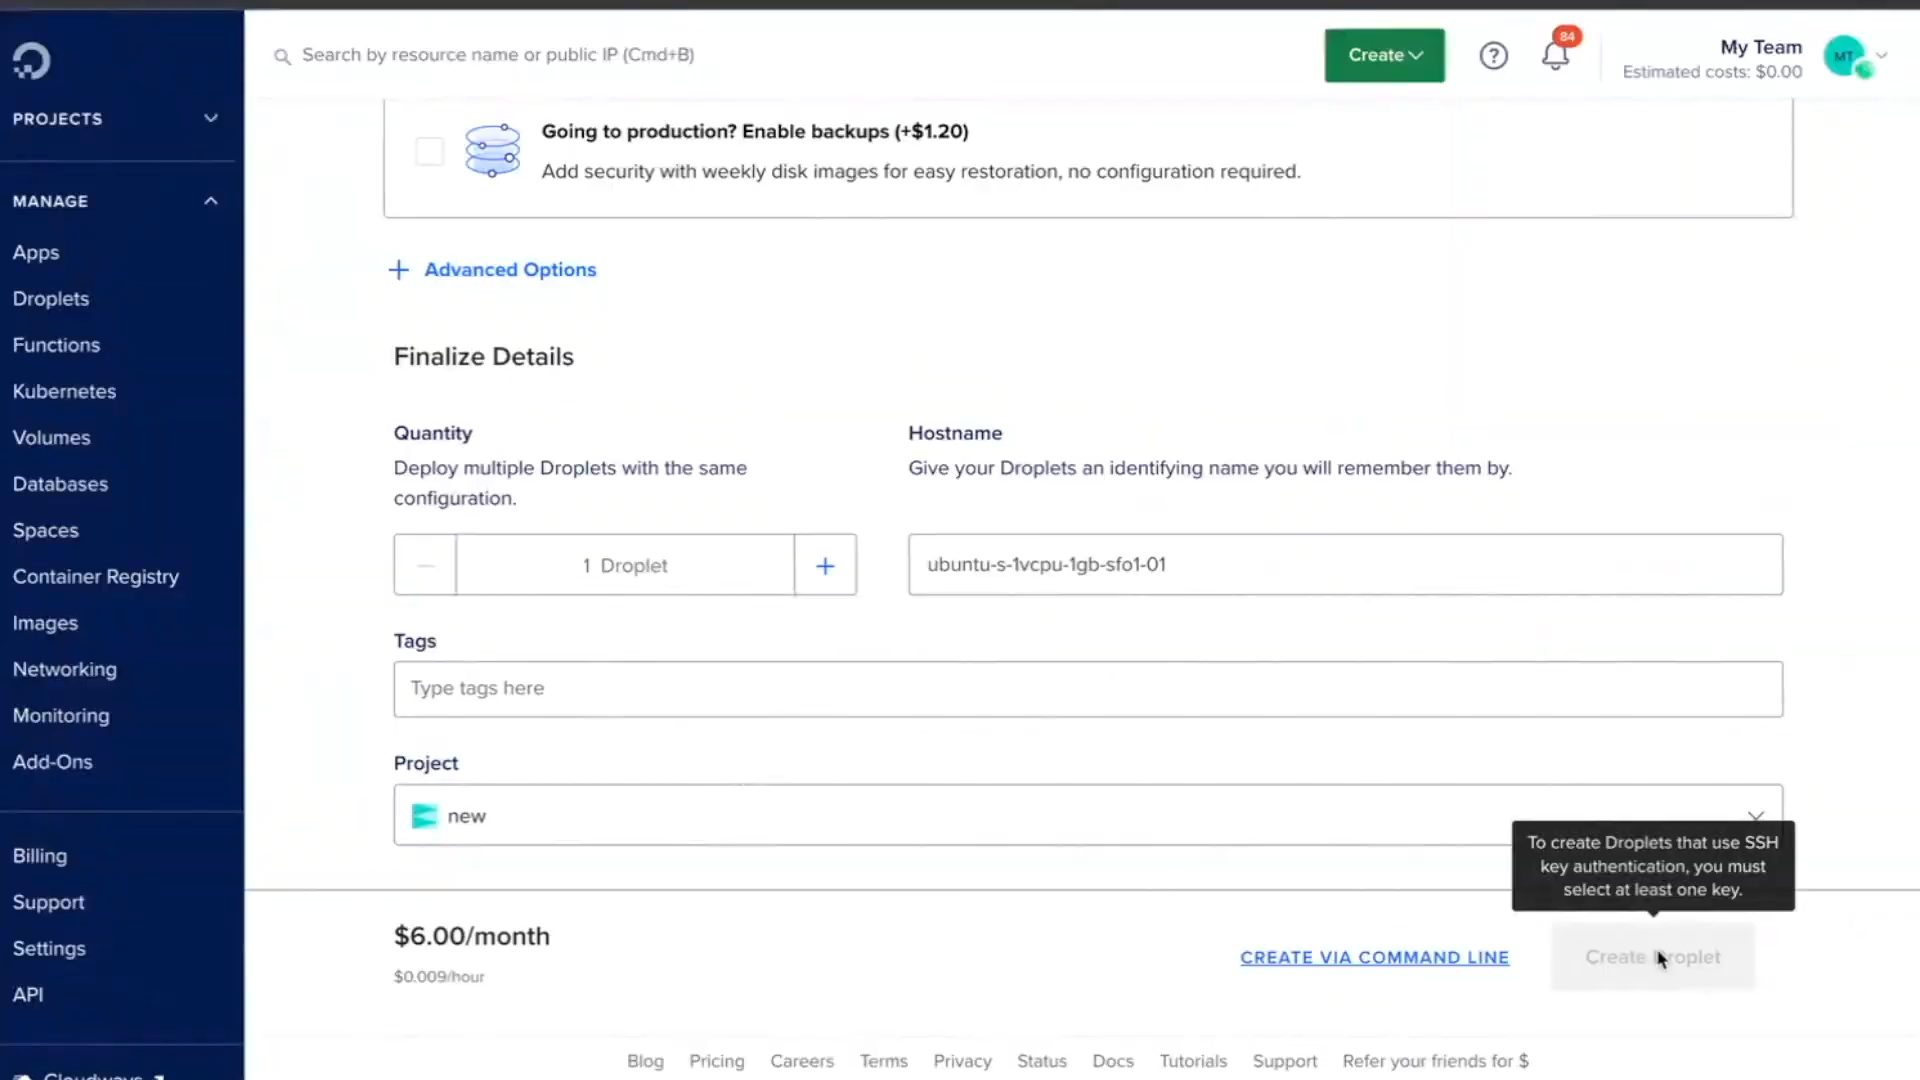 Search by resource name or public IP (Cmd+B)
Create
84
My Team
Estimated costs: $0.00
MT
PROJECTS
MANAGE
Apps
Droplets
Functions
Kubernetes
Volumes
Databases
Spaces
Container Registry
Images
Networking
Monitoring
Add-Ons
Billing
Support
Settings
API
Cloudways
Going to production? Enable backups (+$1.20)
Add security with weekly disk images for easy restoration, no configuration required.
Advanced Options
Finalize Details
Quantity
Deploy multiple Droplets with the same
configuration.
1 Droplet
Hostname
Give your Droplets an identifying name you will remember them by.
ubuntu-s-1vcpu-1gb-sfo1-01
Tags
Type tags here
Project
new
To create Droplets that use SSH
key authentication, you must
select at least one key.
$6.00/month
$0.009/hour
CREATE VIA COMMAND LINE
Create Droplet
Blog Pricing Careers Terms Privacy Status Docs Tutorials Support Refer your friends for $